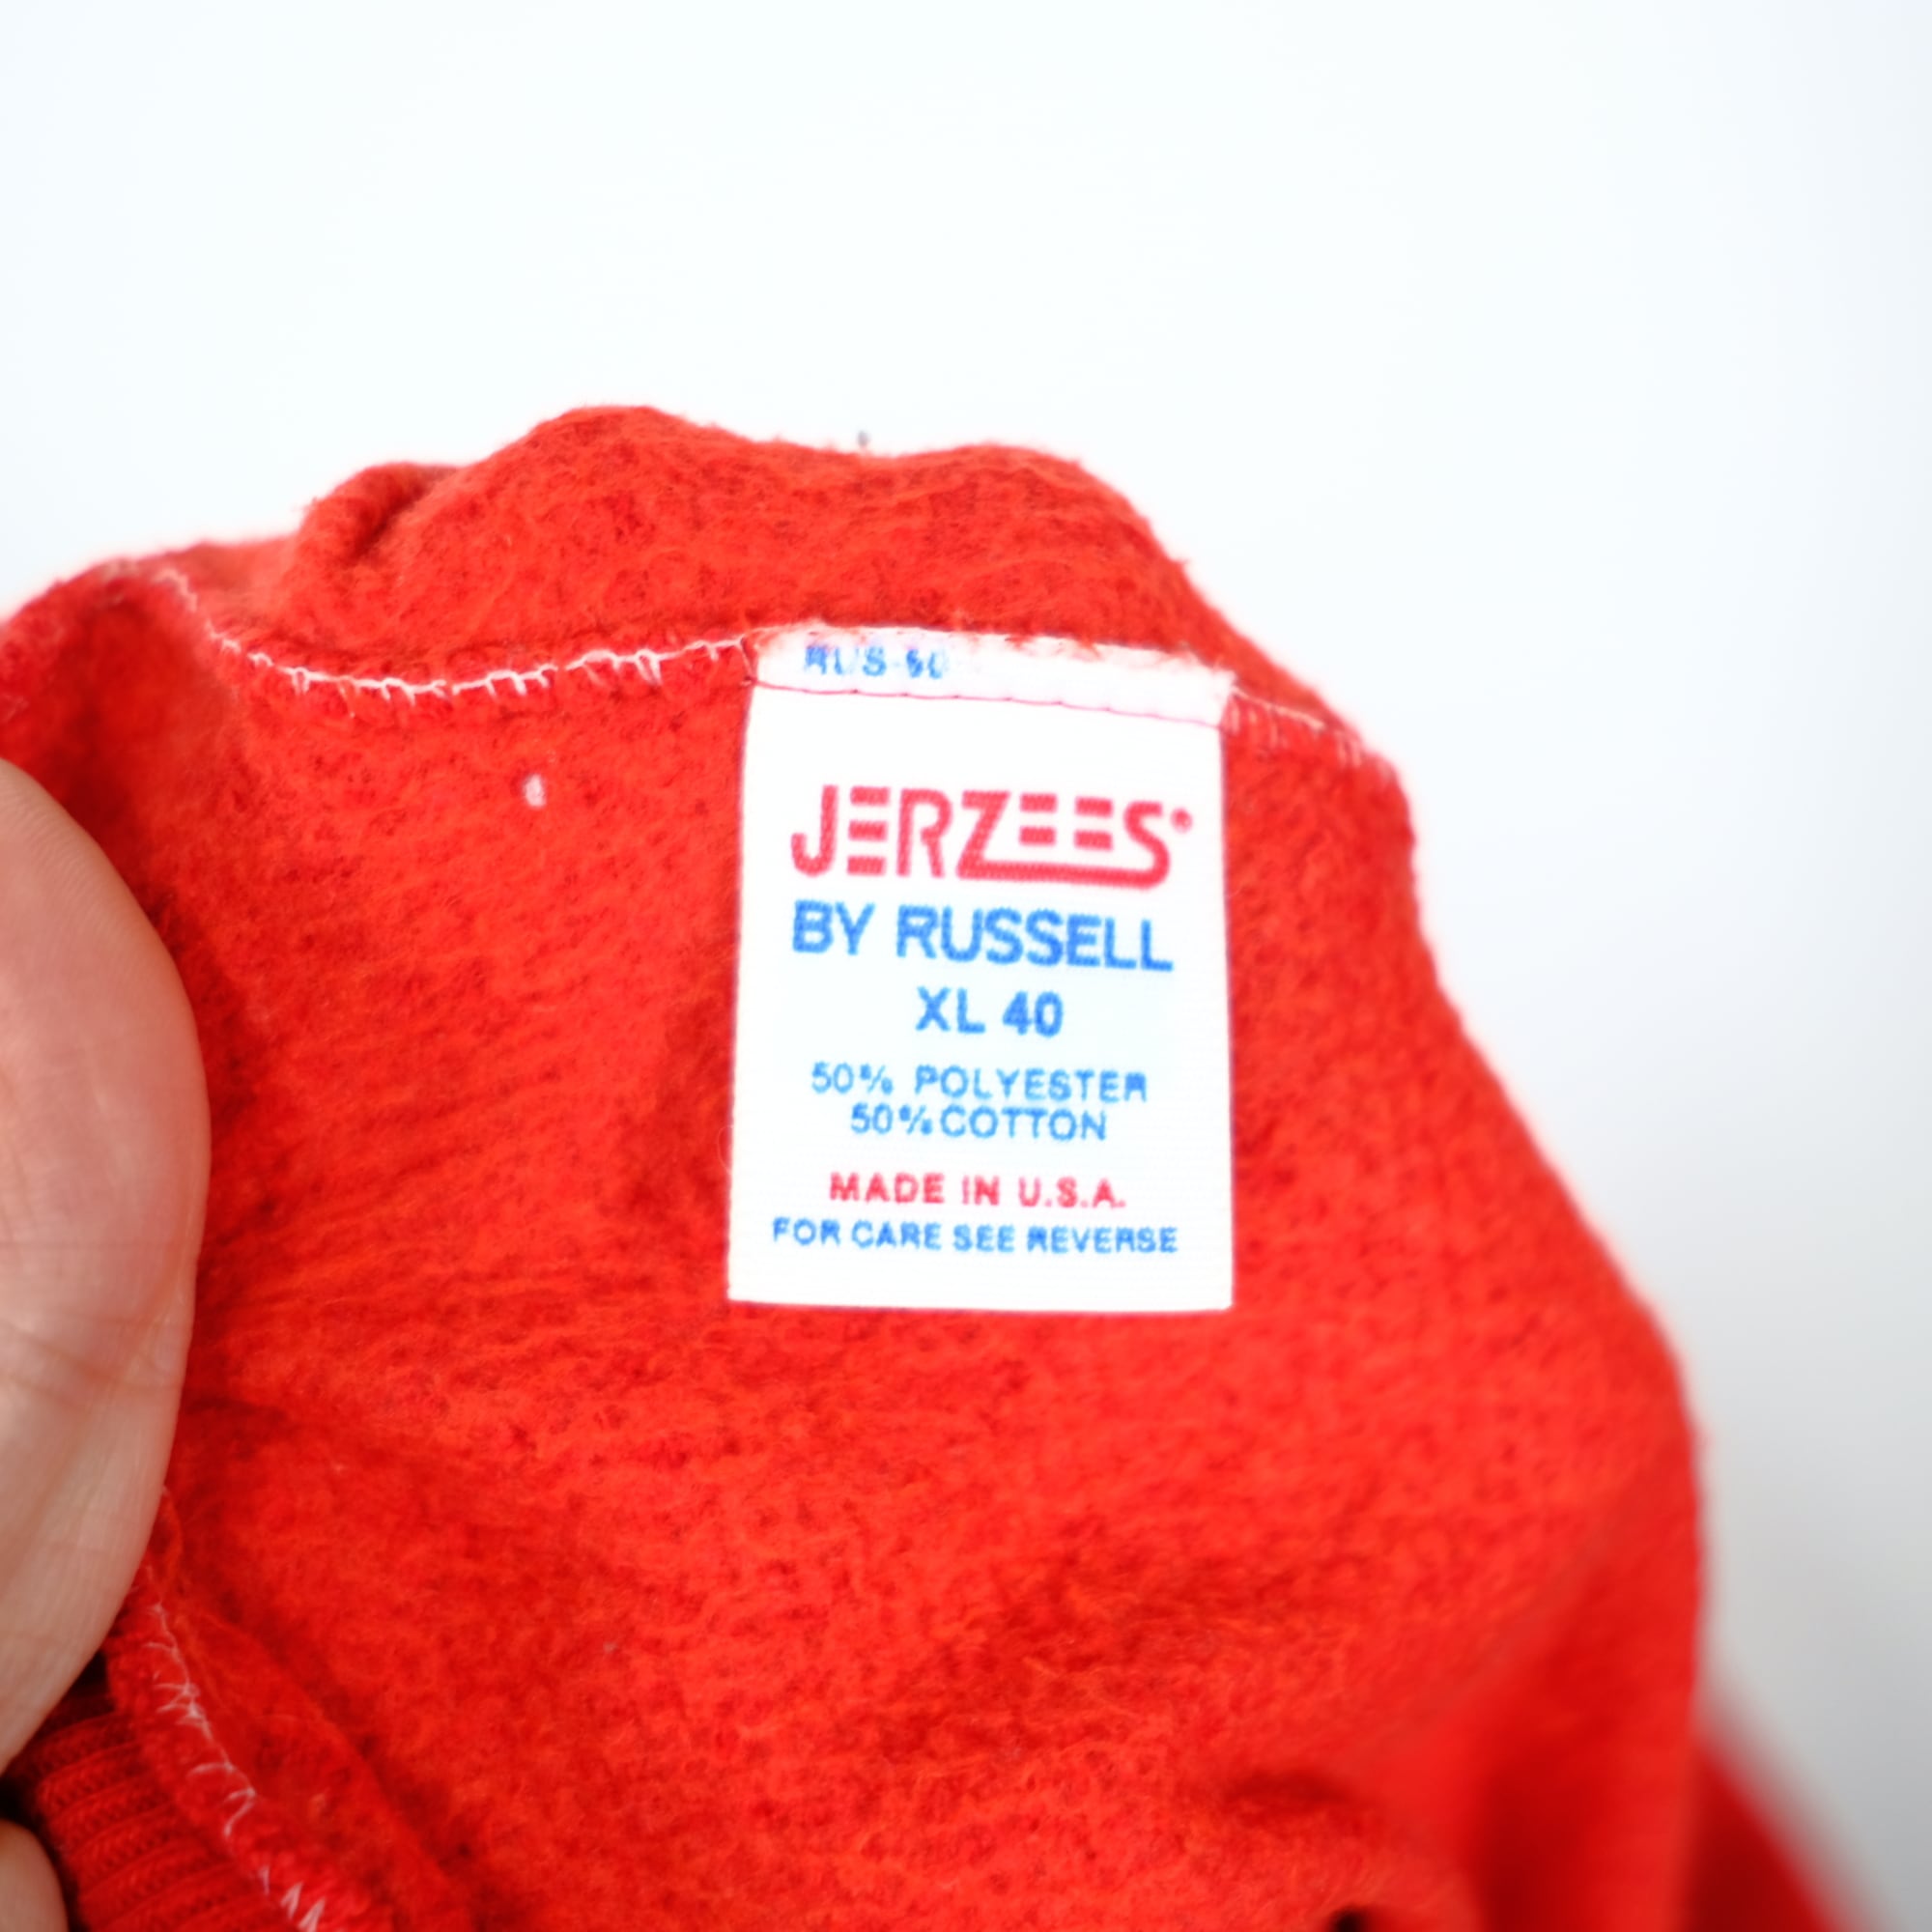 JERZEES
BY RUSSELL
XL 40
50% POLYESTER
50% COTTON
MADE IN U.S.A.
FOR CARE SEE REVERSE